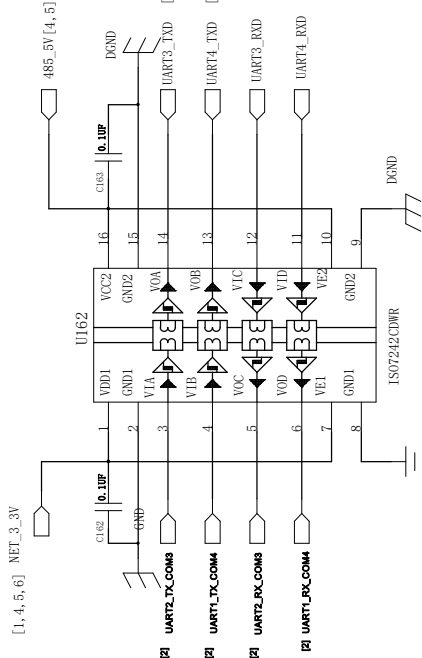 [1,4,5,6] NET_3_3V
485_5V[4,5]
C162
0.1UF
GND
C163
0.1UF
DGND
U162
1
VDD1
VCC2
16
2
GND1
GND2
15
[2] UART2_TX_COM3
3
VIA
VOA
14
UART3_TXD
[2] UART1_TX_COM4
4
VIB
VOB
13
UART4_TXD
[2] UART2_RX_COM3
5
VOC
VIC
12
UART3_RXD
[2] UART1_RX_COM4
6
VOD
VID
11
UART4_RXD
7
VE1
VE2
10
8
GND1
GND2
9
DGND
ISO7242CDWR